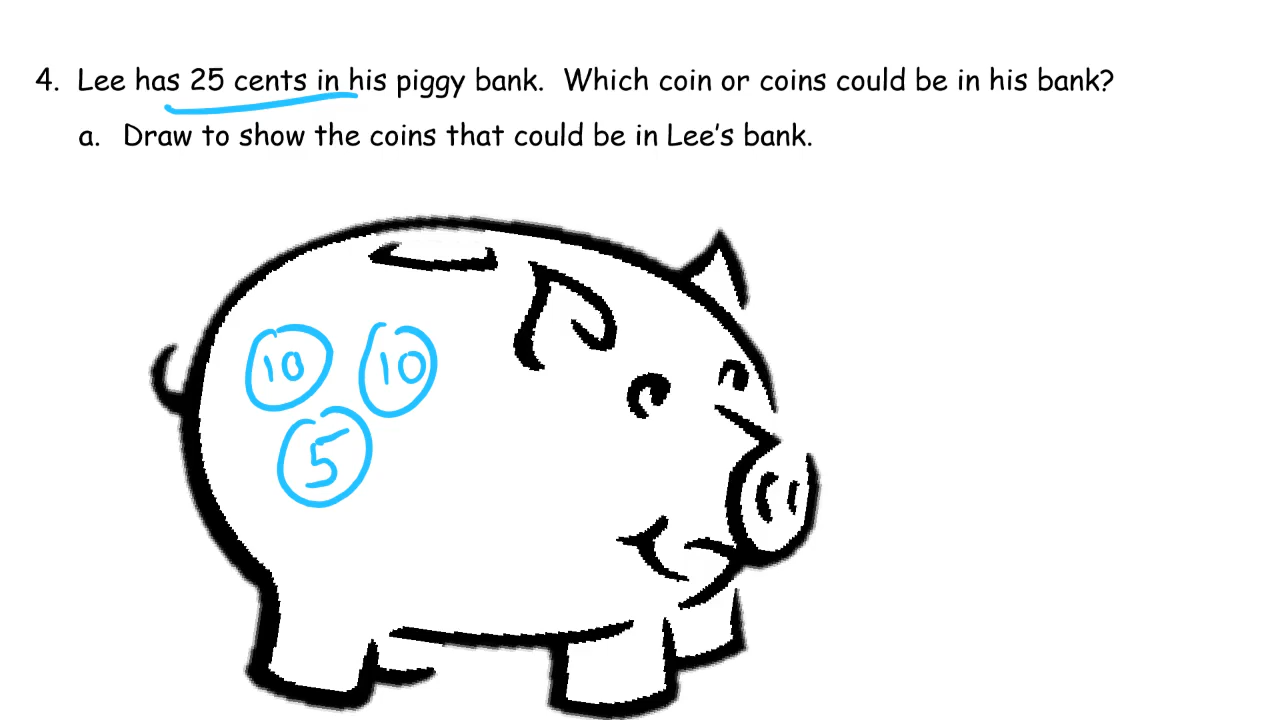 4. Lee has 25 cents in his piggy bank. Which coin or coins could be in his bank?
a. Draw to show the coins that could be in Lee's bank.
10 10
5